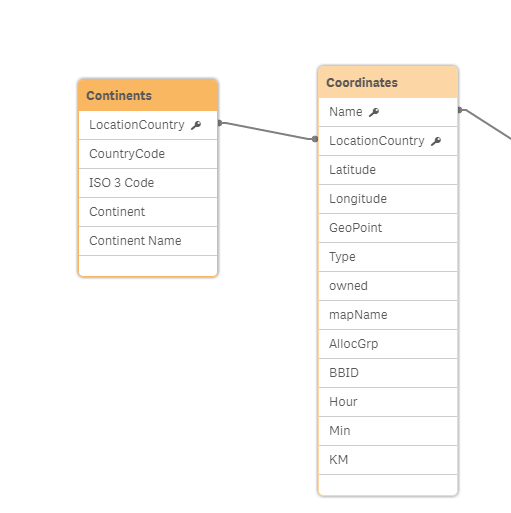 Continents
LocationCountry
CountryCode
ISO 3 Code
Continent
Continent Name
Coordinates
Name
LocationCountry
Latitude
Longitude
GeoPoint
Type
owned
mapName
AllocGrp
BBID
Hour
Min
KM